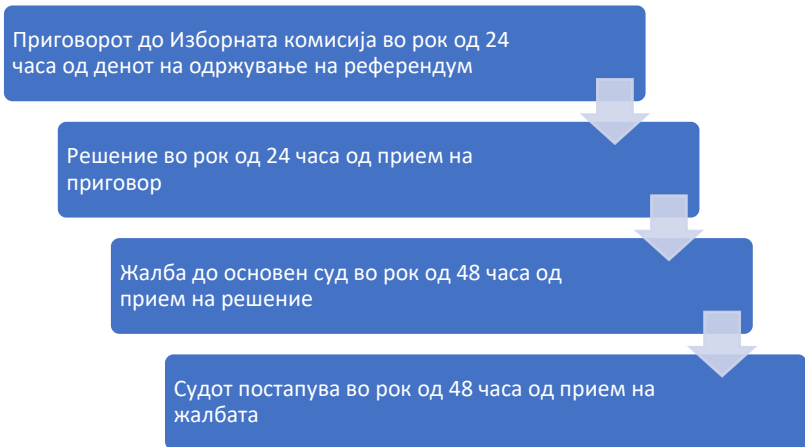 Приговорот до Изборната комисија во рок од 24
часа од денот на одржување на референдум
Решение во рок од 24 часа од прием на
приговор
Жалба до основен суд во рок од 48 часа од
прием на решение
Судот постапува во рок од 48 часа од прием на
жалбата